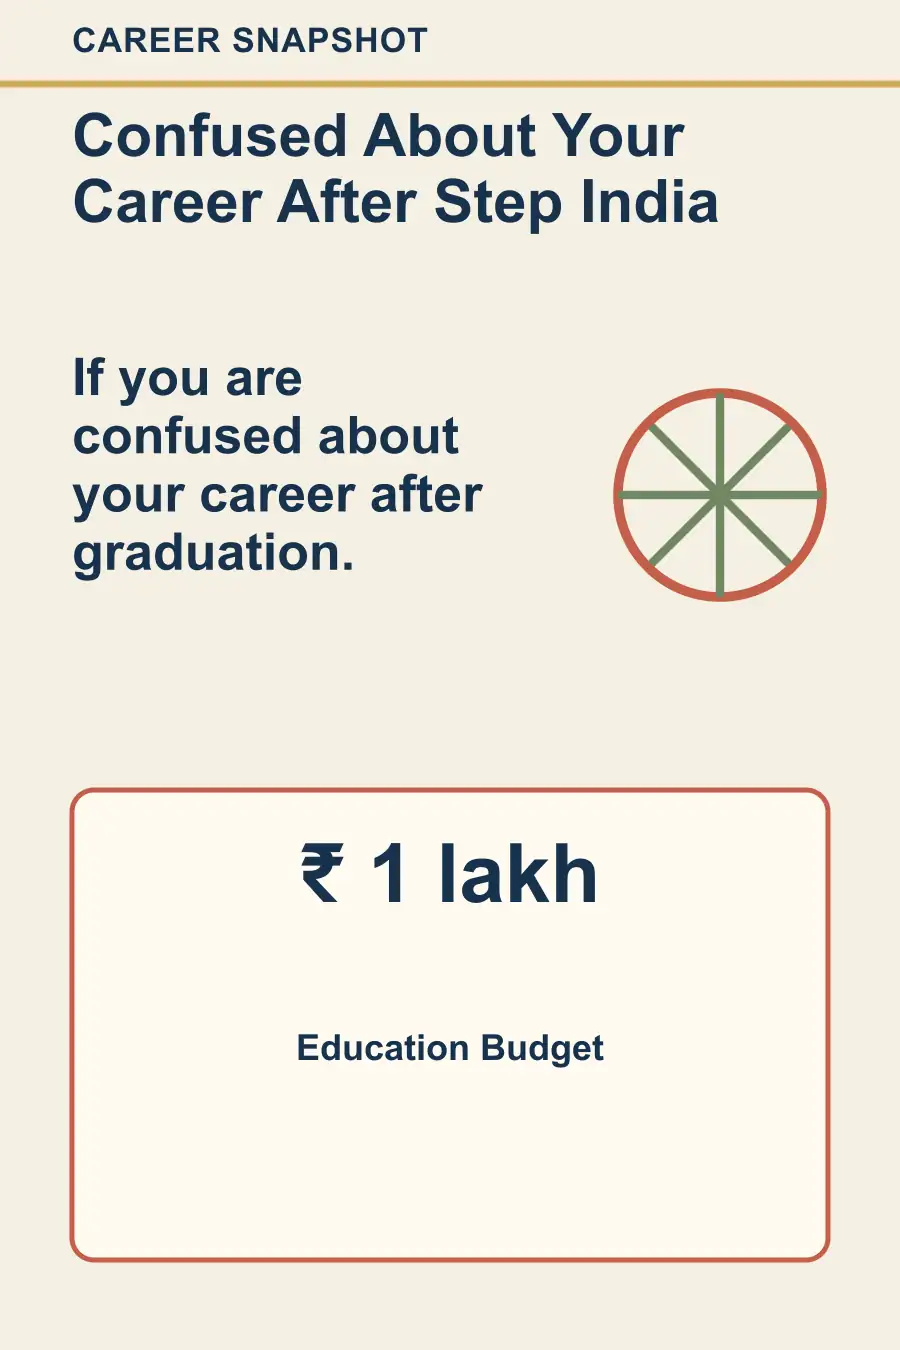 CAREER SNAPSHOT
Confused About Your
Career After Step India
If you are
confused about
your career after
graduation.
₹ 1 lakh
Education Budget